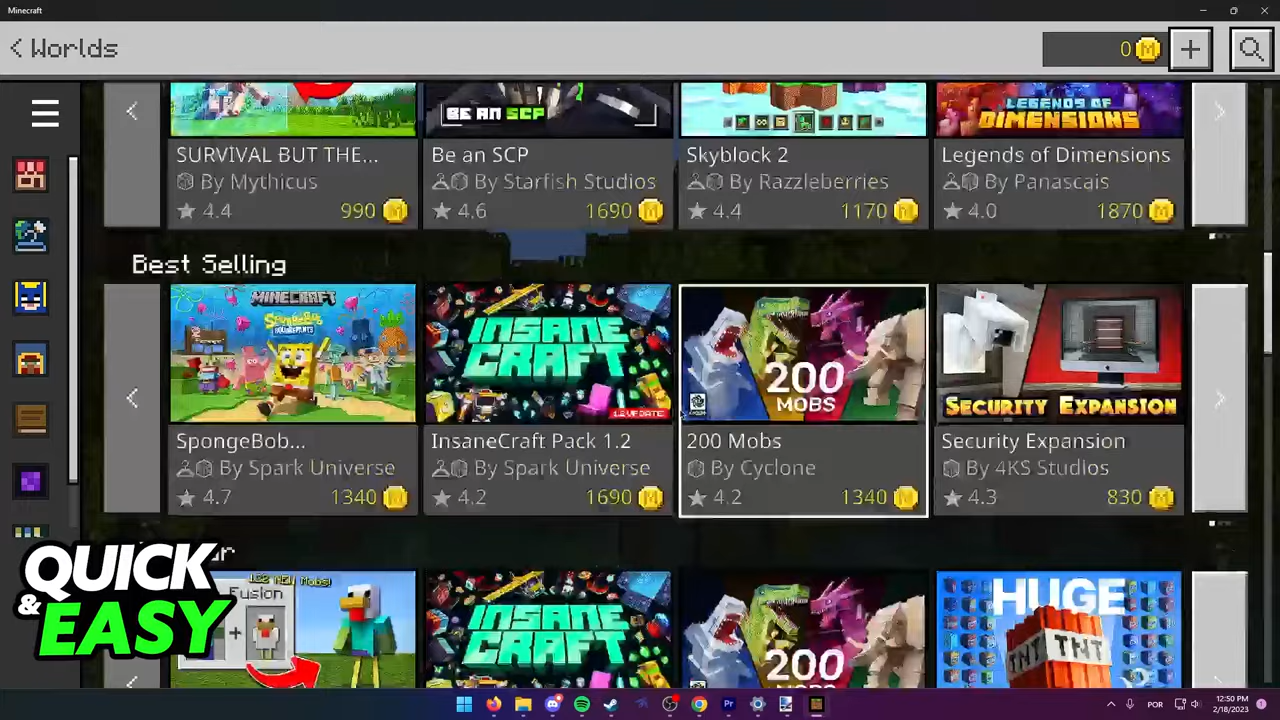 Minecraft
Worlds
0
BE AN SCP
LEGENDS OF
DIMENSIONS
SURVIVAL BUT THE...
By Mythicus
4.4
990
Be an SCP
By Starfish Studios
4.6
1690
Skyblock 2
By Razzleberries
4.4
1170
Legends of Dimensions
By Panascais
4.0
1870
Best Selling
MINECRAFT
SPONGEBOB
SQUAREPANTS
INSANE
CRAFT
1.2 UPDATE
200
MOBS
SECURITY EXPANSION
SpongeBob...
By Spark Universe
4.7
1340
InsaneCraft Pack 1.2
By Spark Universe
4.2
1690
200 Mobs
By Cyclone
4.2
1340
Security Expansion
By 4KS Studios
4.3
830
QUICK
& EASY
Fusion
INSANE
CRAFT
200
HUGE
TNT TNT
POR
12:50 PM
2/18/2023